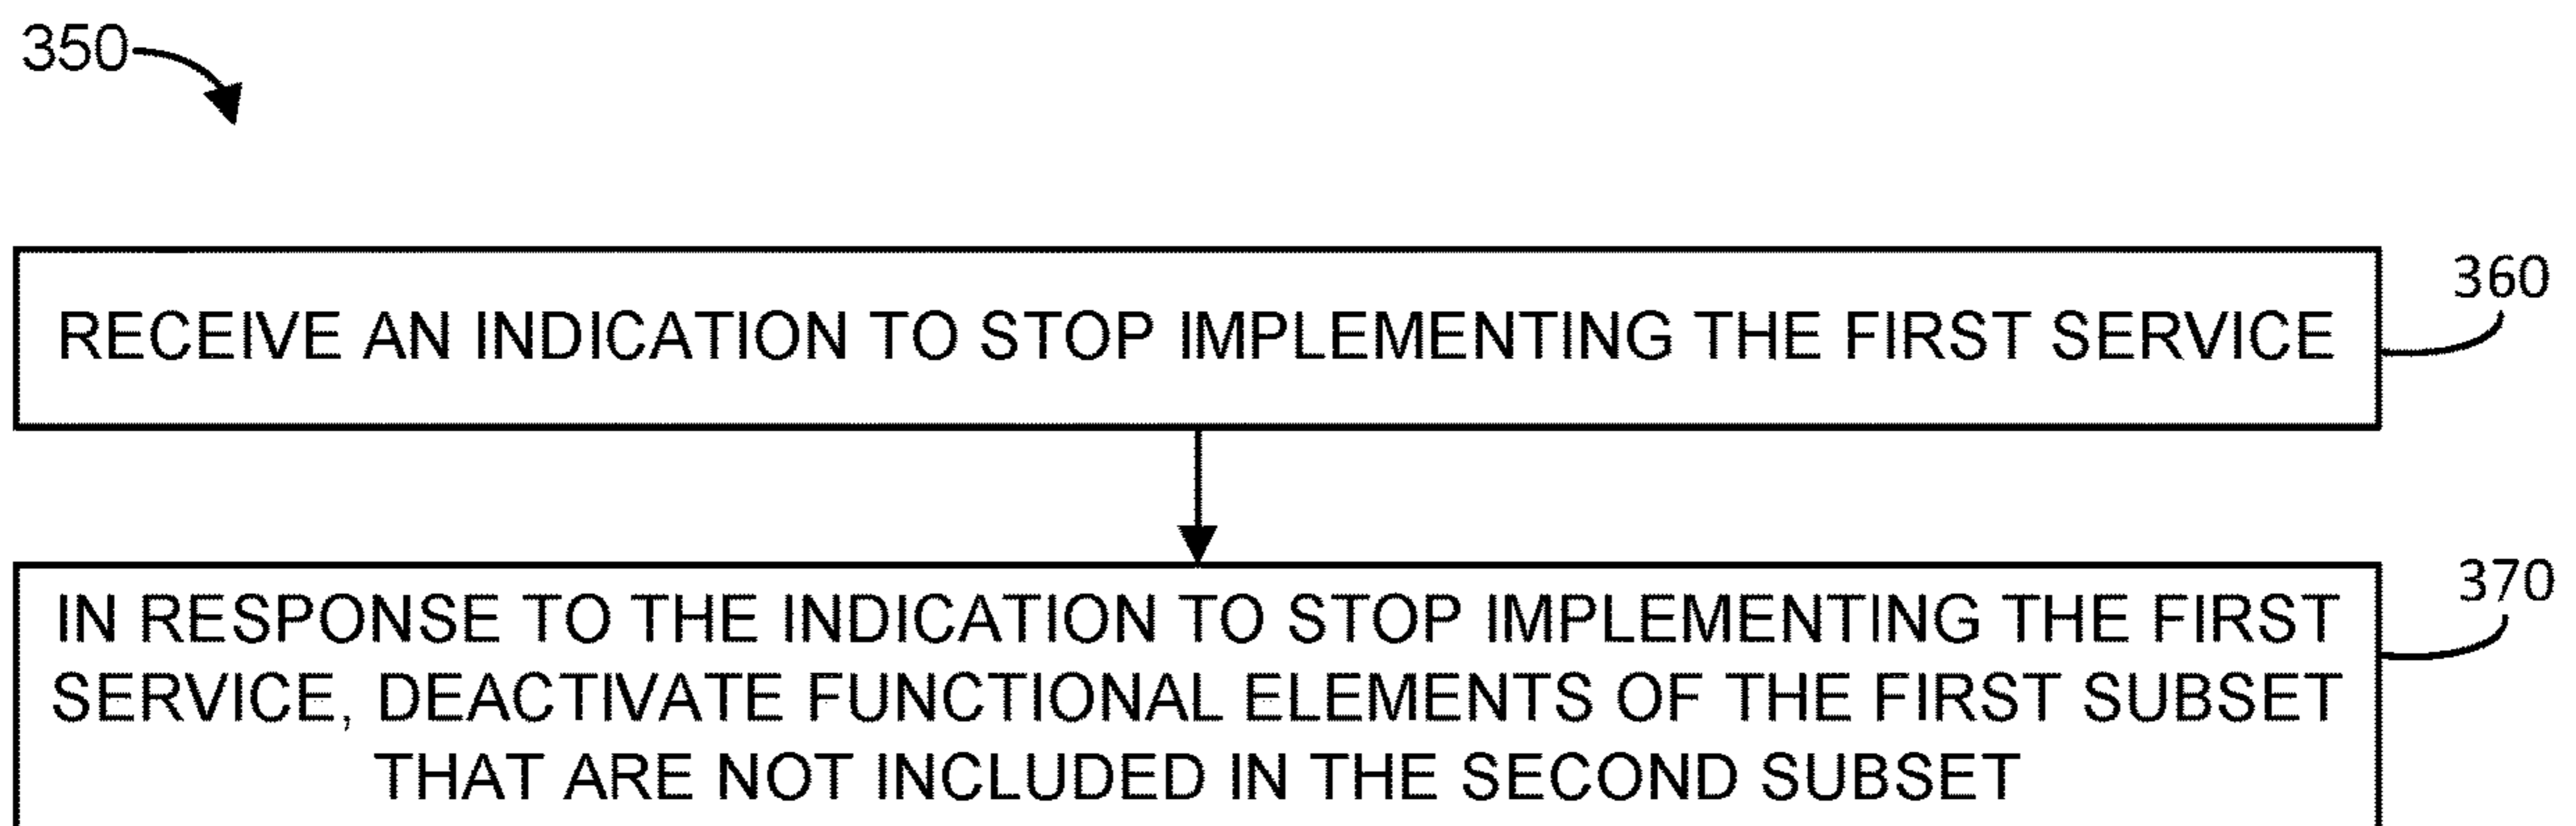 350
RECEIVE AN INDICATION TO STOP IMPLEMENTING THE FIRST SERVICE
360
IN RESPONSE TO THE INDICATION TO STOP IMPLEMENTING THE FIRST
SERVICE, DEACTIVATE FUNCTIONAL ELEMENTS OF THE FIRST SUBSET
THAT ARE NOT INCLUDED IN THE SECOND SUBSET
370